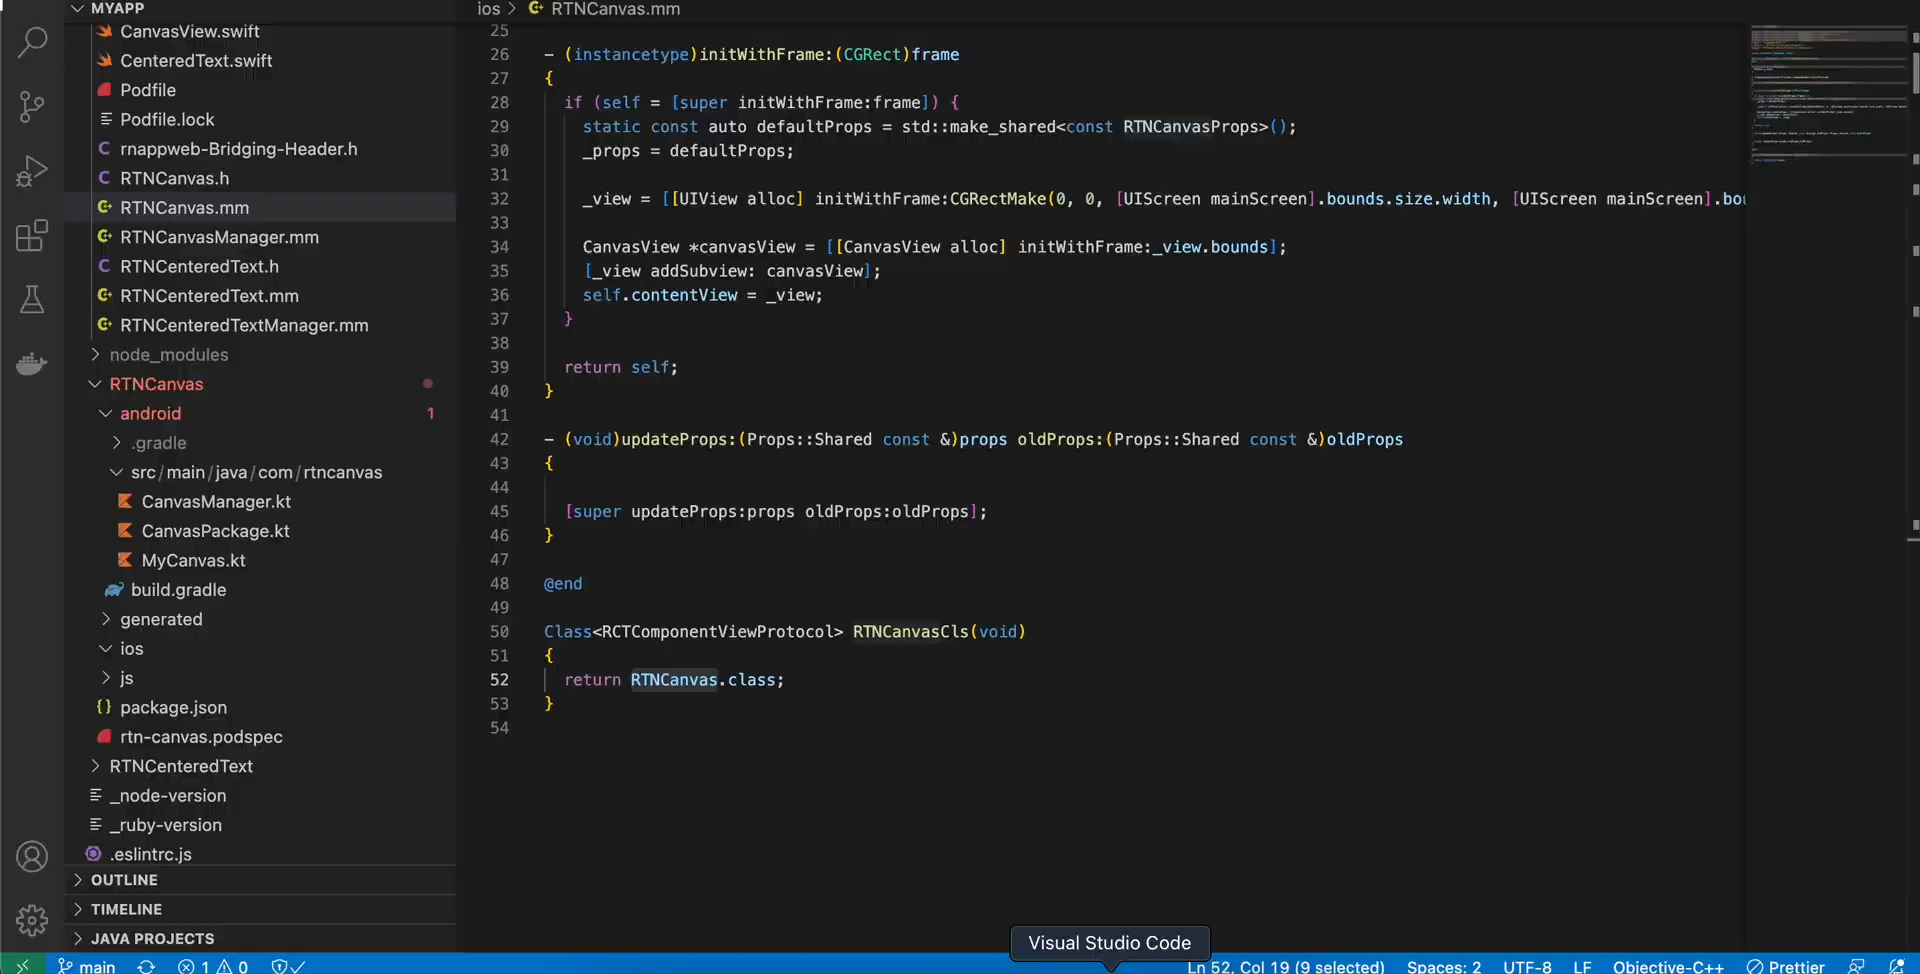 MYAPP
CanvasView.swift
CenteredText.swift
Podfile
Podfile.lock
rnappweb-Bridging-Header.h
RTNCanvas.h
RTNCanvas.mm
RTNCanvasManager.mm
RTNCenteredText.h
RTNCenteredText.mm
RTNCenteredTextManager.mm
node_modules
RTNCanvas
android 1
.gradle
src/main/java/com/rtncanvas
CanvasManager.kt
CanvasPackage.kt
MyCanvas.kt
build.gradle
generated
ios
js
package.json
rtn-canvas.podspec
RTNCenteredText
_node-version
_ruby-version
.eslintrc.js
OUTLINE
TIMELINE
JAVA PROJECTS
ios > RTNCanvas.mm
25
26 - (instancetype)initWithFrame:(CGRect)frame
27 {
28 if (self = [super initWithFrame:frame]) {
29 static const auto defaultProps = std::make_shared<const RTNCanvasProps>();
30 _props = defaultProps;
31
32 _view = [[UIView alloc] initWithFrame:CGRectMake(0, 0, [UIScreen mainScreen].bounds.size.width, [UIScreen mainScreen].bou
33
34 CanvasView *canvasView = [[CanvasView alloc] initWithFrame:_view.bounds];
35 [_view addSubview: canvasView];
36 self.contentView = _view;
37 }
38
39 return self;
40 }
41
42 - (void)updateProps:(Props::Shared const &)props oldProps:(Props::Shared const &)oldProps
43 {
44
45 [super updateProps:props oldProps:oldProps];
46 }
47
48 @end
49
50 Class<RCTComponentViewProtocol> RTNCanvasCls(void)
51 {
52 return RTNCanvas.class;
53 }
54
Visual Studio Code
main 1 0 Ln 52, Col 19 (9 selected) Spaces: 2 UTF-8 LF Objective-C++ Prettier